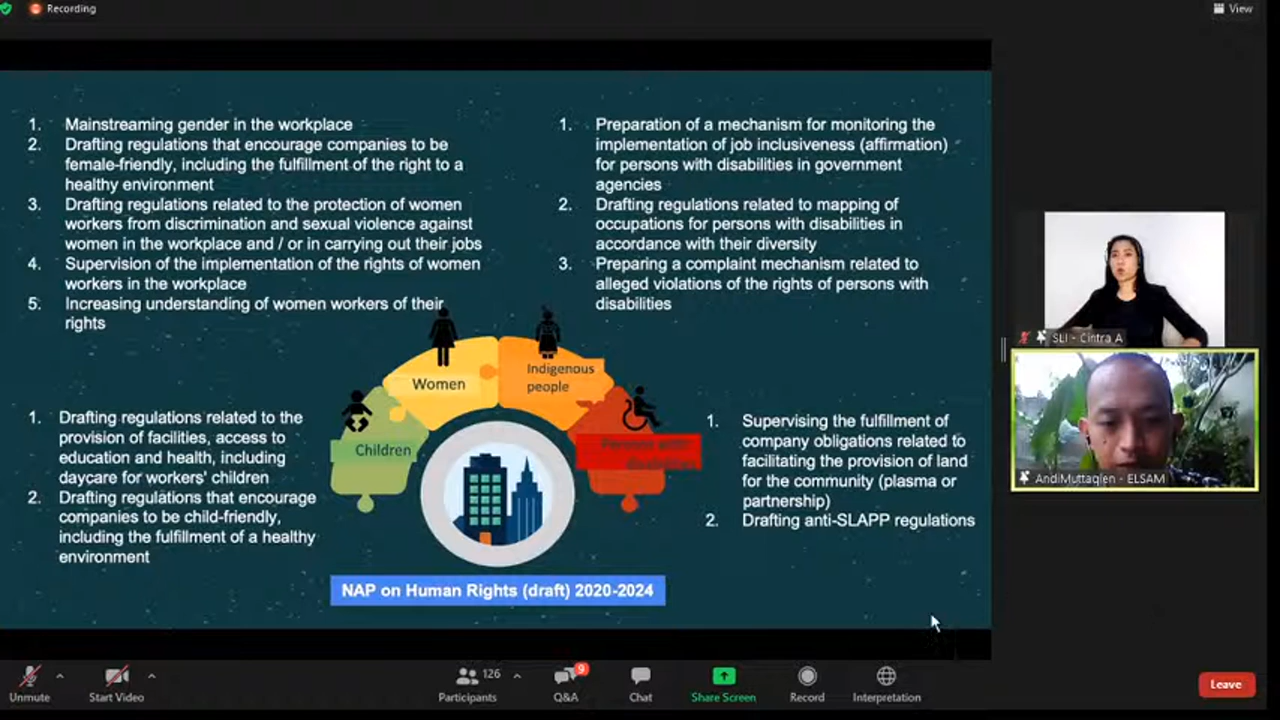 Recording
View
1. Mainstreaming gender in the workplace
2. Drafting regulations that encourage companies to be
female-friendly, including the fulfillment of the right to a
healthy environment
3. Drafting regulations related to the protection of women
workers from discrimination and sexual violence against
women in the workplace and / or in carrying out their jobs
4. Supervision of the implementation of the rights of women
workers in the workplace
5. Increasing understanding of women workers of their
rights
1. Preparation of a mechanism for monitoring the
implementation of job inclusiveness (affirmation)
for persons with disabilities in government
agencies
2. Drafting regulations related to mapping of
occupations for persons with disabilities in
accordance with their diversity
3. Preparing a complaint mechanism related to
alleged violations of the rights of persons with
disabilities
Women
Indigenous
people
Children
Persons with
disabilities
1. Drafting regulations related to the
provision of facilities, access to
education and health, including
daycare for workers' children
2. Drafting regulations that encourage
companies to be child-friendly,
including the fulfillment of a healthy
environment
1. Supervising the fulfillment of
company obligations related to
facilitating the provision of land
for the community (plasma or
partnership)
2. Drafting anti-SLAPP regulations
NAP on Human Rights (draft) 2020-2024
SLI - Cintra A
AndiMuttaqien - ELSAM
Unmute
Start Video
126
Participants
9
Q&A
Chat
Share Screen
Record
Interpretation
Leave